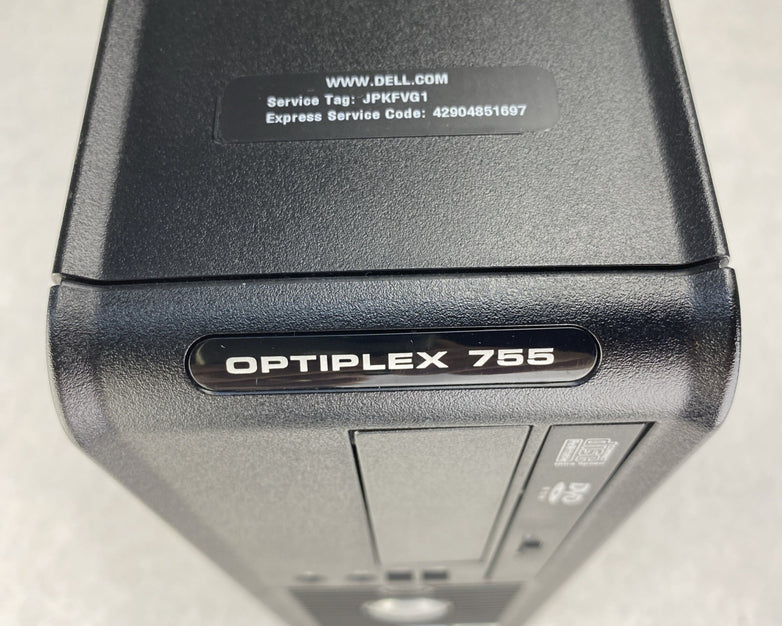 WWW.DELL.COM
Service Tag: JPKFVG1
Express Service Code: 42904851697
OPTIPLEX 755